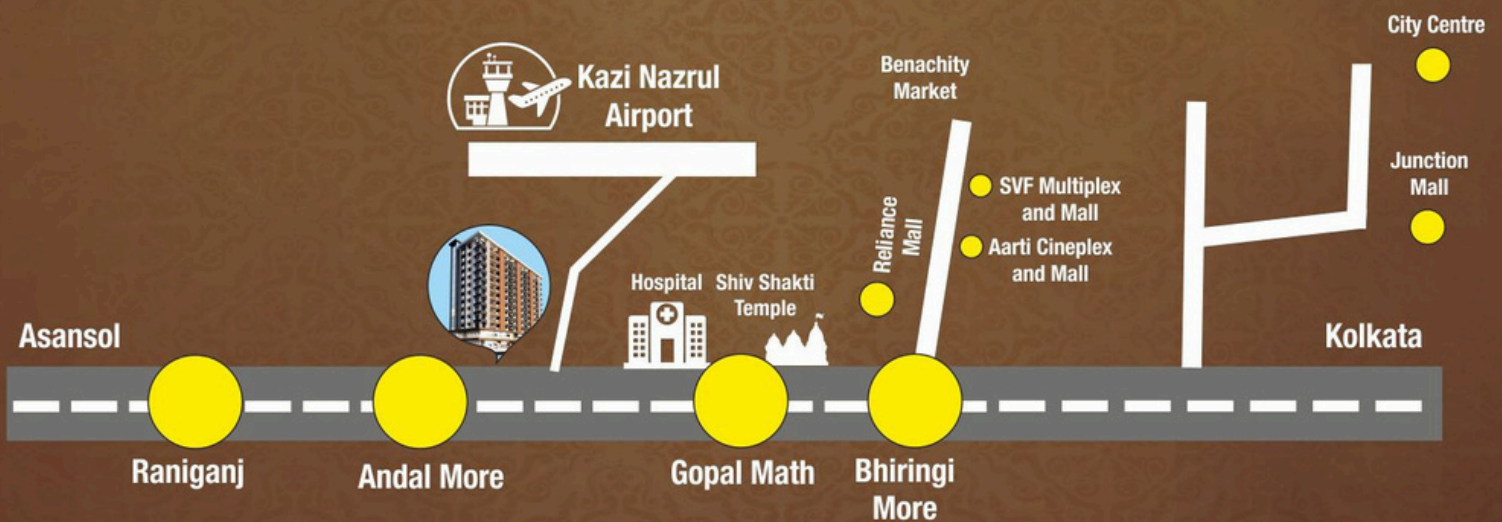 City Centre
Kazi Nazrul
Airport
Benachity
Market
Junction
Mall
SVF Multiplex
and Mall
Reliance
Mall
Aarti Cineplex
and Mall
Hospital
Shiv Shakti
Temple
Asansol
Kolkata
Raniganj
Andal More
Gopal Math
Bhiringi
More